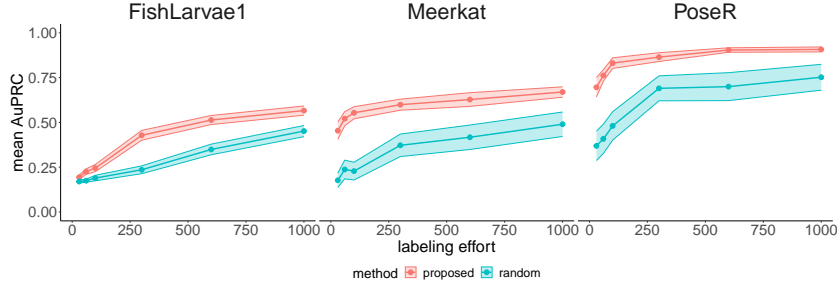 FishLarvae1 Meerkat PoseR
mean AuPRC
1.00
0.75
0.50
0.25
0.00
0 250 500 750 1000 0 250 500 750 1000 0 250 500 750 1000
labeling effort
method proposed random